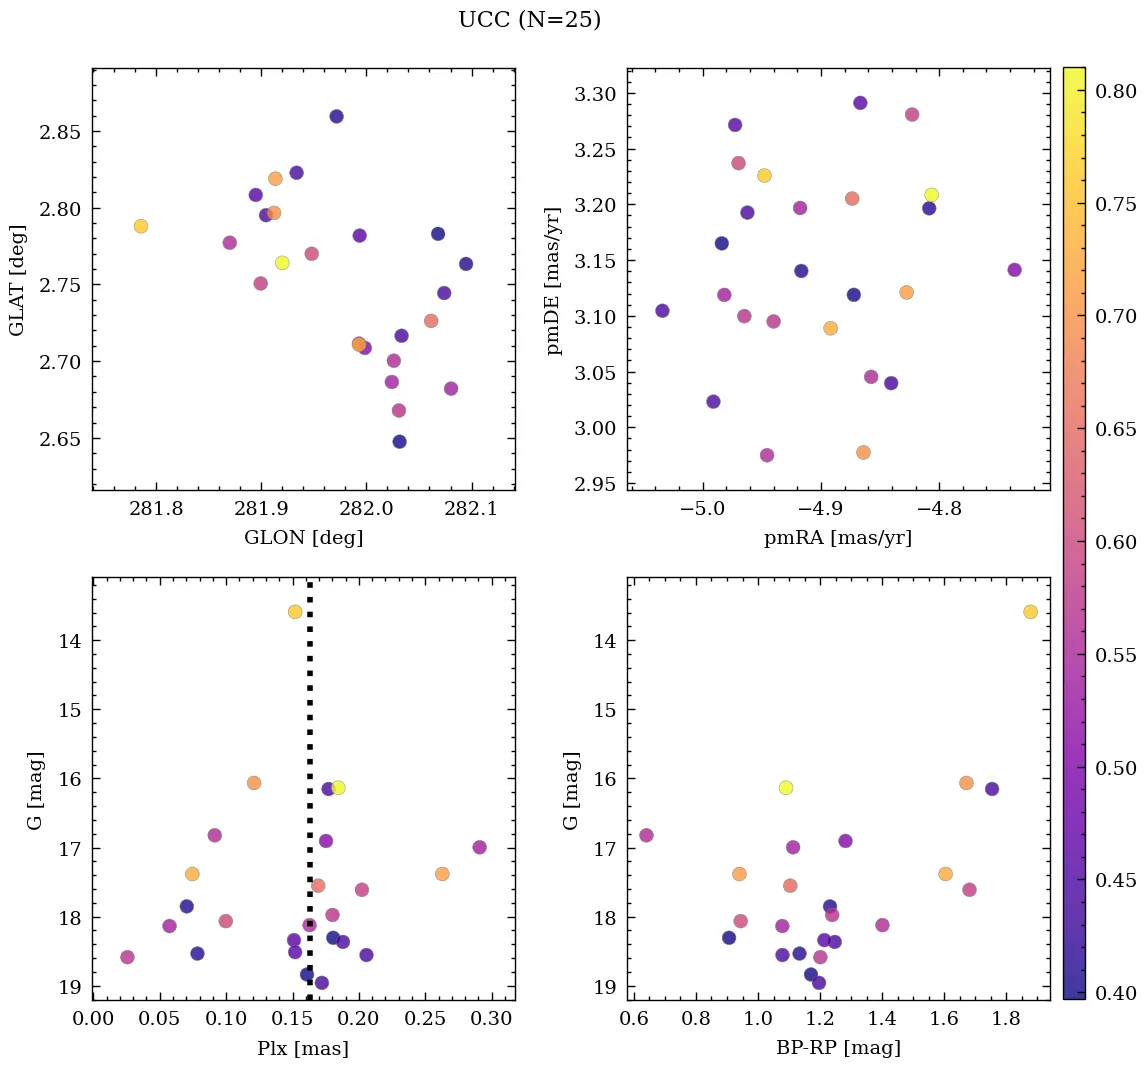 UCC (N=25)
2.85
2.80
2.75
2.70
2.65
GLAT [deg]
281.8 281.9 282.0 282.1
GLON [deg]
3.30
3.25
3.20
3.15
3.10
3.05
3.00
2.95
pmDE [mas/yr]
−5.0 −4.9 −4.8
pmRA [mas/yr]
14
15
16
17
18
19
G [mag]
0.00 0.05 0.10 0.15 0.20 0.25 0.30
Plx [mas]
14
15
16
17
18
19
G [mag]
0.6 0.8 1.0 1.2 1.4 1.6 1.8
BP-RP [mag]
0.80
0.75
0.70
0.65
0.60
0.55
0.50
0.45
0.40